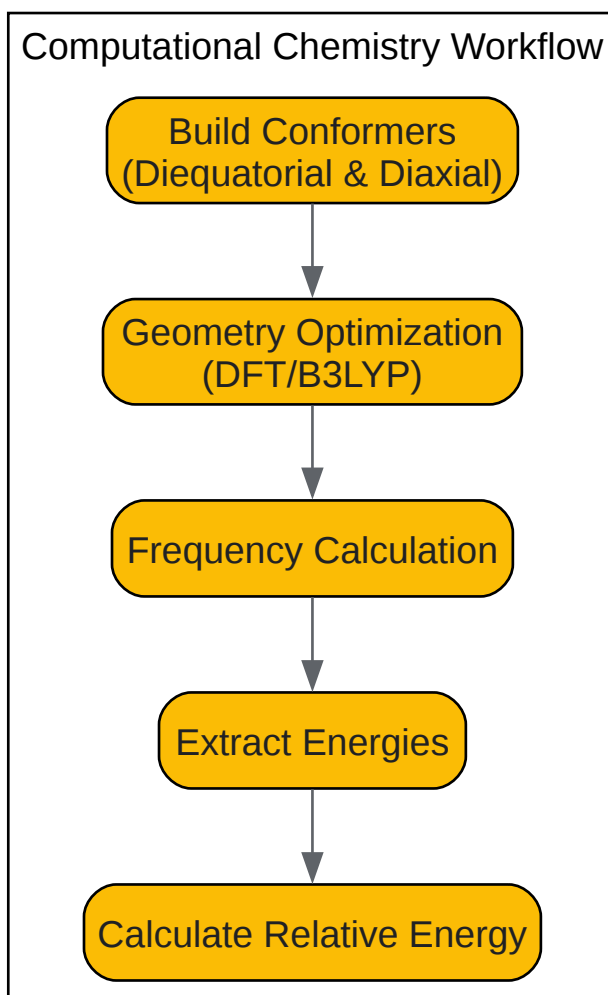 Computational Chemistry Workflow
Build Conformers
(Diequatorial & Diaxial)
Geometry Optimization
(DFT/B3LYP)
Frequency Calculation
Extract Energies
Calculate Relative Energy